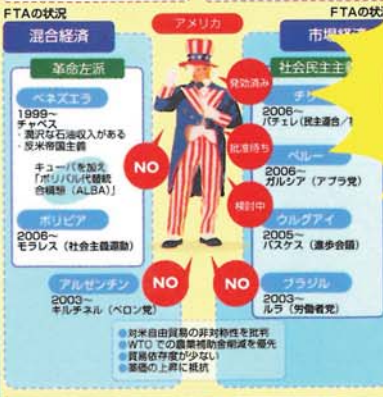 FTAの状況
アメリカ
FTAの状
混合経済
市場経
革命左派
社会民主主
ベネズエラ
1999〜
チャベス
・潤沢な石油収入がある
・反米帝国主義
キューバを加え
「ボリバル代替統
合構想（ALBA）」
ボリビア
2006〜
モラレス（社会主義運動）
アルゼンチン
2003〜
キルチネル（ペロン党）
NO
NO
NO
発効済み
批准待ち
検討中
チリ
2006〜
バチェレ（民主連合／
ペルー
2006〜
ガルシア（アプラ党）
ウルグアイ
2005〜
バスケス（進歩会議）
ブラジル
2003〜
ルラ（労働者党）
●対米自由貿易の非対称性を批判
●WTOでの農業補助金削減を優先
●貿易依存度が少ない
●薬価の上昇に抵抗